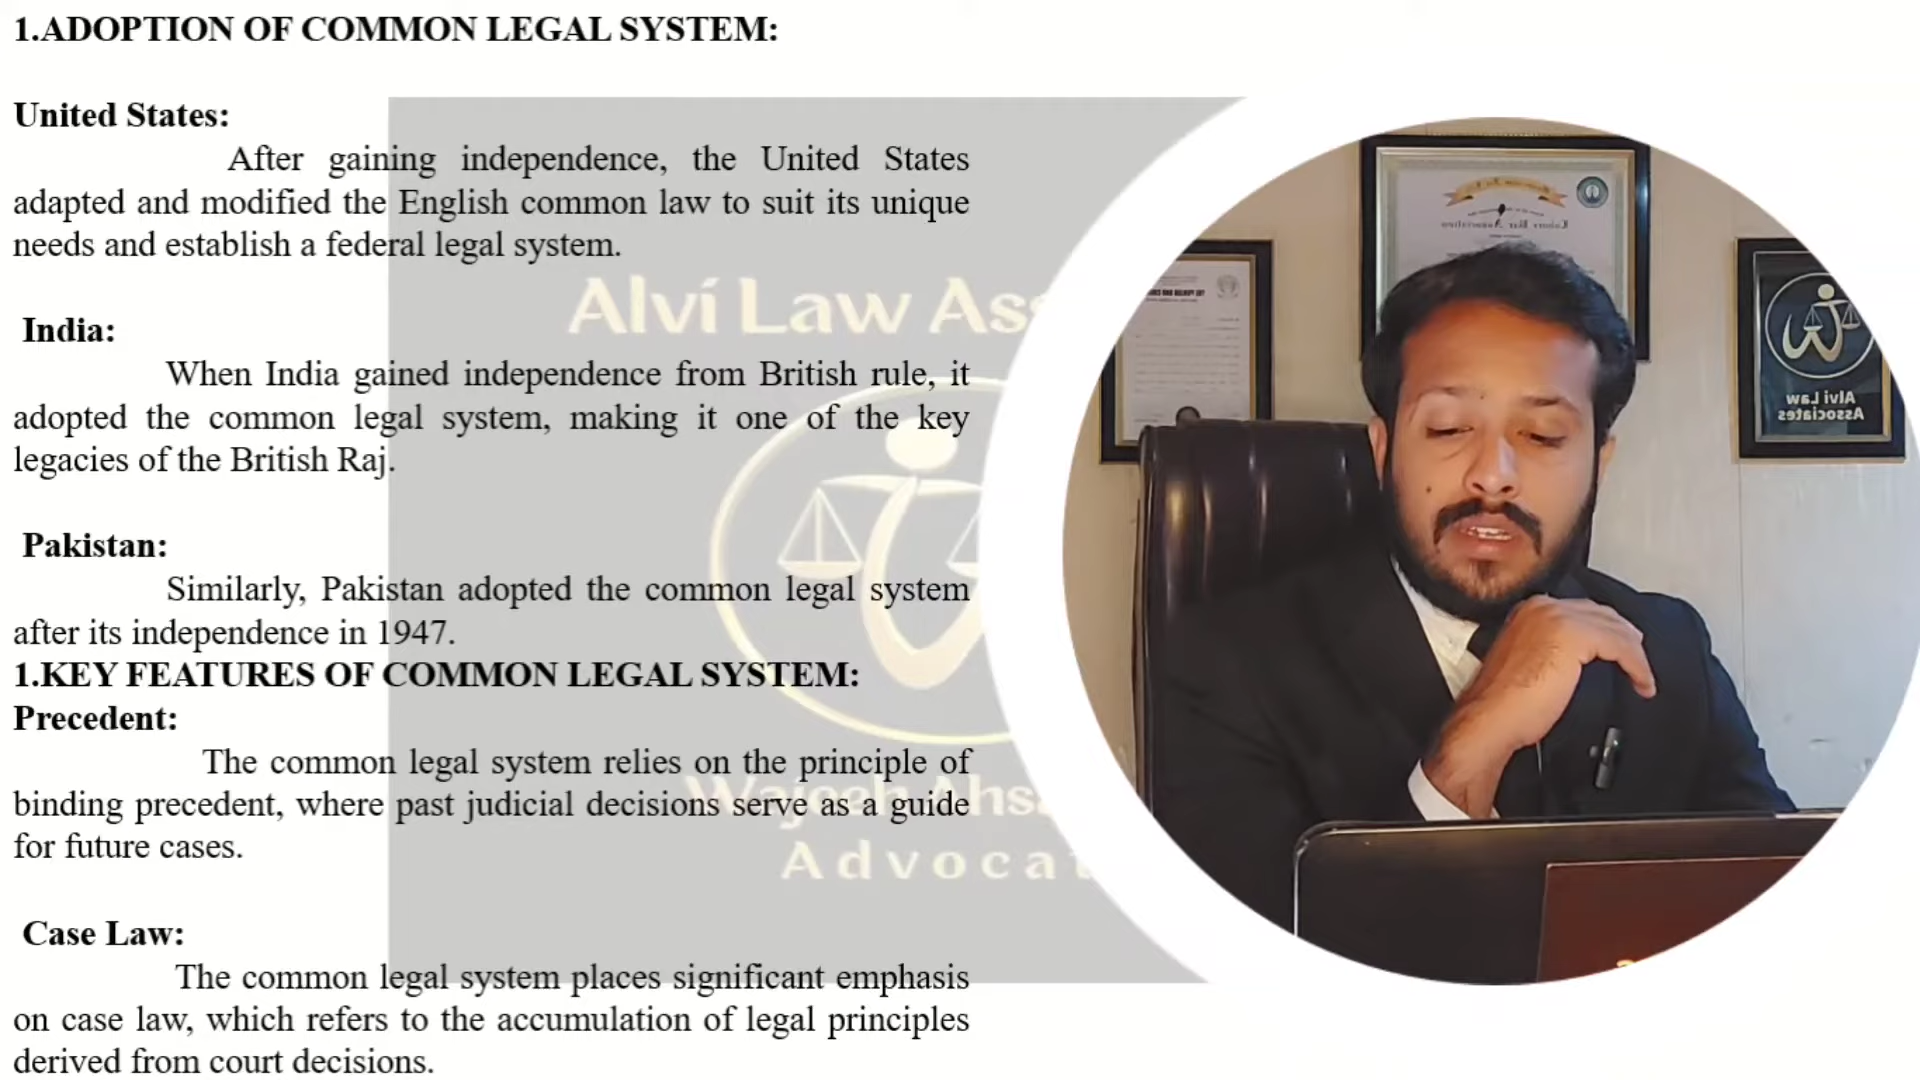 1.ADOPTION OF COMMON LEGAL SYSTEM:
United States:
After gaining independence, the United States
adapted and modified the English common law to suit its unique
needs and establish a federal legal system.
India:
When India gained independence from British rule, it
adopted the common legal system, making it one of the key
legacies of the British Raj.
Pakistan:
Similarly, Pakistan adopted the common legal system
after its independence in 1947.
1.KEY FEATURES OF COMMON LEGAL SYSTEM:
Precedent:
The common legal system relies on the principle of
binding precedent, where past judicial decisions serve as a guide
for future cases.
Case Law:
The common legal system places significant emphasis
on case law, which refers to the accumulation of legal principles
derived from court decisions.
Alvi Law Ass
Wajeeh Ahs
Advocat
Lahore Bar Association
Alvi Law
Associates